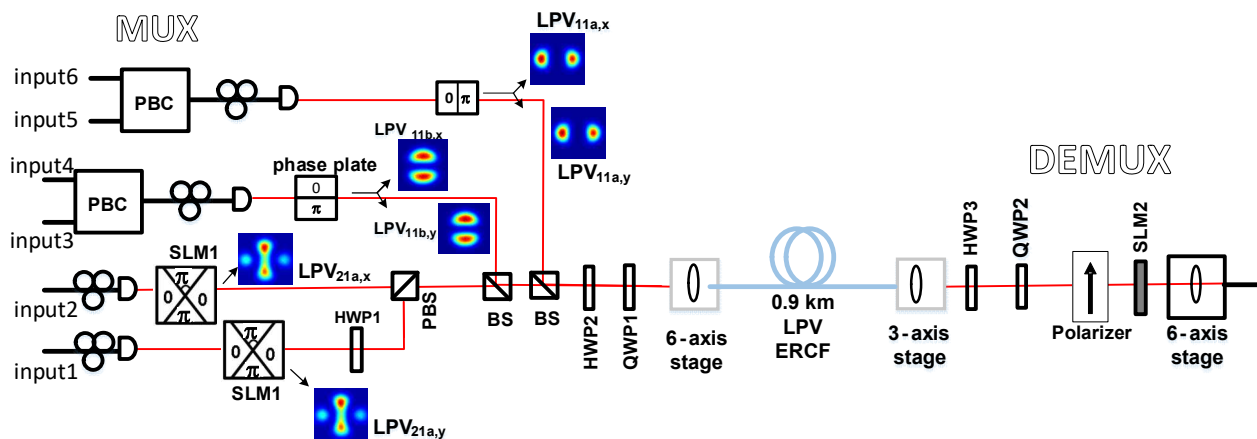 MUX
DEMUX
input6
input5
PBC
0 π
LPV11a,x
LPV11a,y
input4
input3
PBC
phase plate
0
π
LPV 11b,x
LPV11b,y
input2
SLM1
π
0 0
π
LPV21a,x
input1
π
0 0
π
SLM1
LPV21a,y
HWP1
PBS
BS
BS
HWP2
QWP1
6-axis
stage
0.9 km
LPV
ERCF
3-axis
stage
HWP3
QWP2
Polarizer
SLM2
6-axis
stage